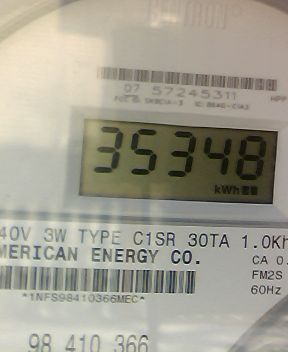 CENTRON®
07 57245311
35348
kWh
40V 3W TYPE C1SR 30TA 1.0Kh
MERICAN ENERGY CO.
CA 0.
FM2S
*1NFS98410366MEC*
60Hz
98 410 366